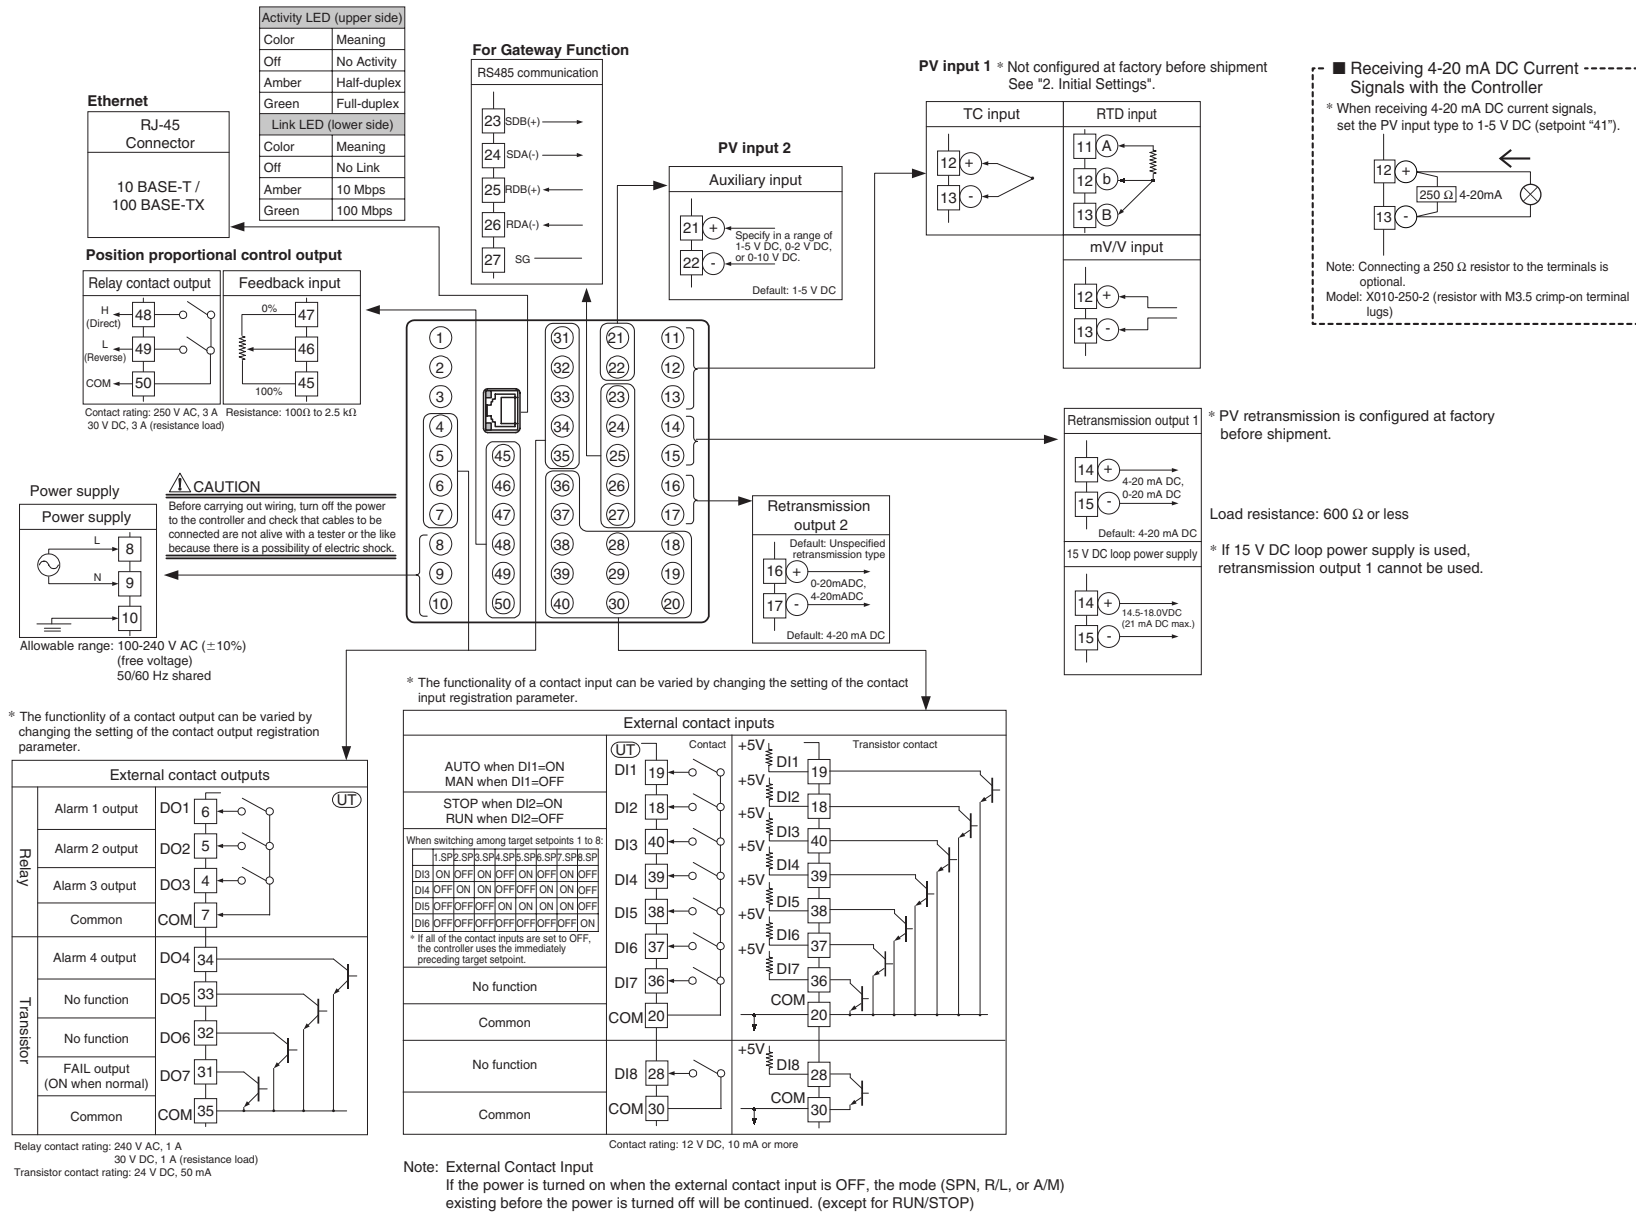 Activity LED (upper side)
Color Meaning
Off No Activity
Amber Half-duplex
Green Full-duplex
Link LED (lower side)
Color Meaning
Off No Link
Amber 10 Mbps
Green 100 Mbps
Ethernet
RJ-45
Connector
10 BASE-T /
100 BASE-TX
For Gateway Function
RS485 communication
23 SDB(+)
24 SDA(-)
25 RDB(+)
26 RDA(-)
27 SG
PV input 2
Auxiliary input
21 +
Specify in a range of
1-5 V DC, 0-2 V DC,
or 0-10 V DC.
22 -
Default: 1-5 V DC
PV input 1 * Not configured at factory before shipment
See "2. Initial Settings".
TC input
12 +
13 -
RTD input
11 A
12 b
13 B
mV/V input
12 +
13 -
■ Receiving 4-20 mA DC Current
Signals with the Controller
* When receiving 4-20 mA DC current signals,
set the PV input type to 1-5 V DC (setpoint “41”).
12 +
250 Ω 4-20mA
13 -
Note: Connecting a 250 Ω resistor to the terminals is
optional.
Model: X010-250-2 (resistor with M3.5 crimp-on terminal
lugs)
Position proportional control output
Relay contact output
H
(Direct)
48
L
(Reverse)
49
COM 50
Feedback input
0% 47
46
100% 45
Contact rating: 250 V AC, 3 A
30 V DC, 3 A (resistance load)
Resistance: 100Ω to 2.5 kΩ
1 31 21 11
2 32 22 12
3 33 23 13
4 34 24 14
5 45 35 25 15
6 46 36 26 16
7 47 37 27 17
8 48 38 28 18
9 49 39 29 19
10 50 40 30 20
Power supply
Power supply
L 8
N 9
10
Allowable range: 100-240 V AC (±10%)
(free voltage)
50/60 Hz shared
! CAUTION
Before carrying out wiring, turn off the power
to the controller and check that cables to be
connected are not alive with a tester or the like
because there is a possibility of electric shock.
Retransmission
output 2
Default: Unspecified
retransmission type
16 +
0-20mADC,
4-20mADC
17 -
Default: 4-20 mA DC
Retransmission output 1
14 +
4-20 mA DC,
0-20 mA DC
15 -
Default: 4-20 mA DC
15 V DC loop power supply
14 +
14.5-18.0VDC
(21 mA DC max.)
15 -
* PV retransmission is configured at factory
before shipment.
Load resistance: 600 Ω or less
* If 15 V DC loop power supply is used,
retransmission output 1 cannot be used.
* The functionlity of a contact output can be varied by
changing the setting of the contact output registration
parameter.
External contact outputs
UT
Relay
Alarm 1 output DO1 6
Alarm 2 output DO2 5
Alarm 3 output DO3 4
Common COM 7
Transistor
Alarm 4 output DO4 34
No function DO5 33
No function DO6 32
FAIL output
(ON when normal)
DO7 31
Common COM 35
Relay contact rating: 240 V AC, 1 A
30 V DC, 1 A (resistance load)
Transistor contact rating: 24 V DC, 50 mA
* The functionality of a contact input can be varied by changing the setting of the contact
input registration parameter.
External contact inputs
AUTO when DI1=ON
MAN when DI1=OFF
STOP when DI2=ON
RUN when DI2=OFF
When switching among target setpoints 1 to 8:
1.SP 2.SP 3.SP 4.SP 5.SP 6.SP 7.SP 8.SP
DI3 ON OFF ON OFF ON OFF ON OFF
DI4 OFF ON ON OFF OFF ON ON OFF
DI5 OFF OFF OFF ON ON ON ON OFF
DI6 OFF OFF OFF OFF OFF OFF OFF ON
* If all of the contact inputs are set to OFF,
the controller uses the immediately
preceding target setpoint.
No function
Common
No function
Common
UT Contact
DI1 19
DI2 18
DI3 40
DI4 39
DI5 38
DI6 37
DI7 36
COM 20
DI8 28
COM 30
Transistor contact
+5V DI1 19
+5V DI2 18
+5V DI3 40
+5V DI4 39
+5V DI5 38
+5V DI6 37
+5V DI7 36
COM 20
+5V DI8 28
COM 30
Contact rating: 12 V DC, 10 mA or more
Note: External Contact Input
If the power is turned on when the external contact input is OFF, the mode (SPN, R/L, or A/M)
existing before the power is turned off will be continued. (except for RUN/STOP)